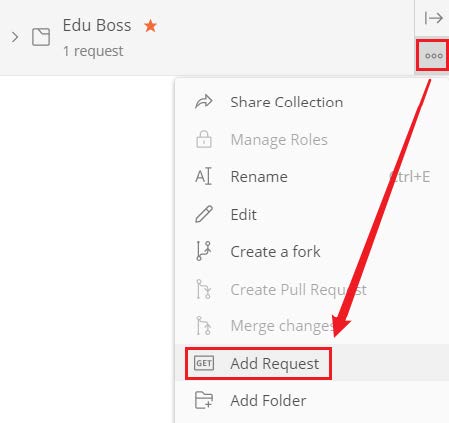 Edu Boss
1 request
Share Collection
Manage Roles
Rename Ctrl+E
Edit
Create a fork
Create Pull Request
Merge changes
GET Add Request
Add Folder